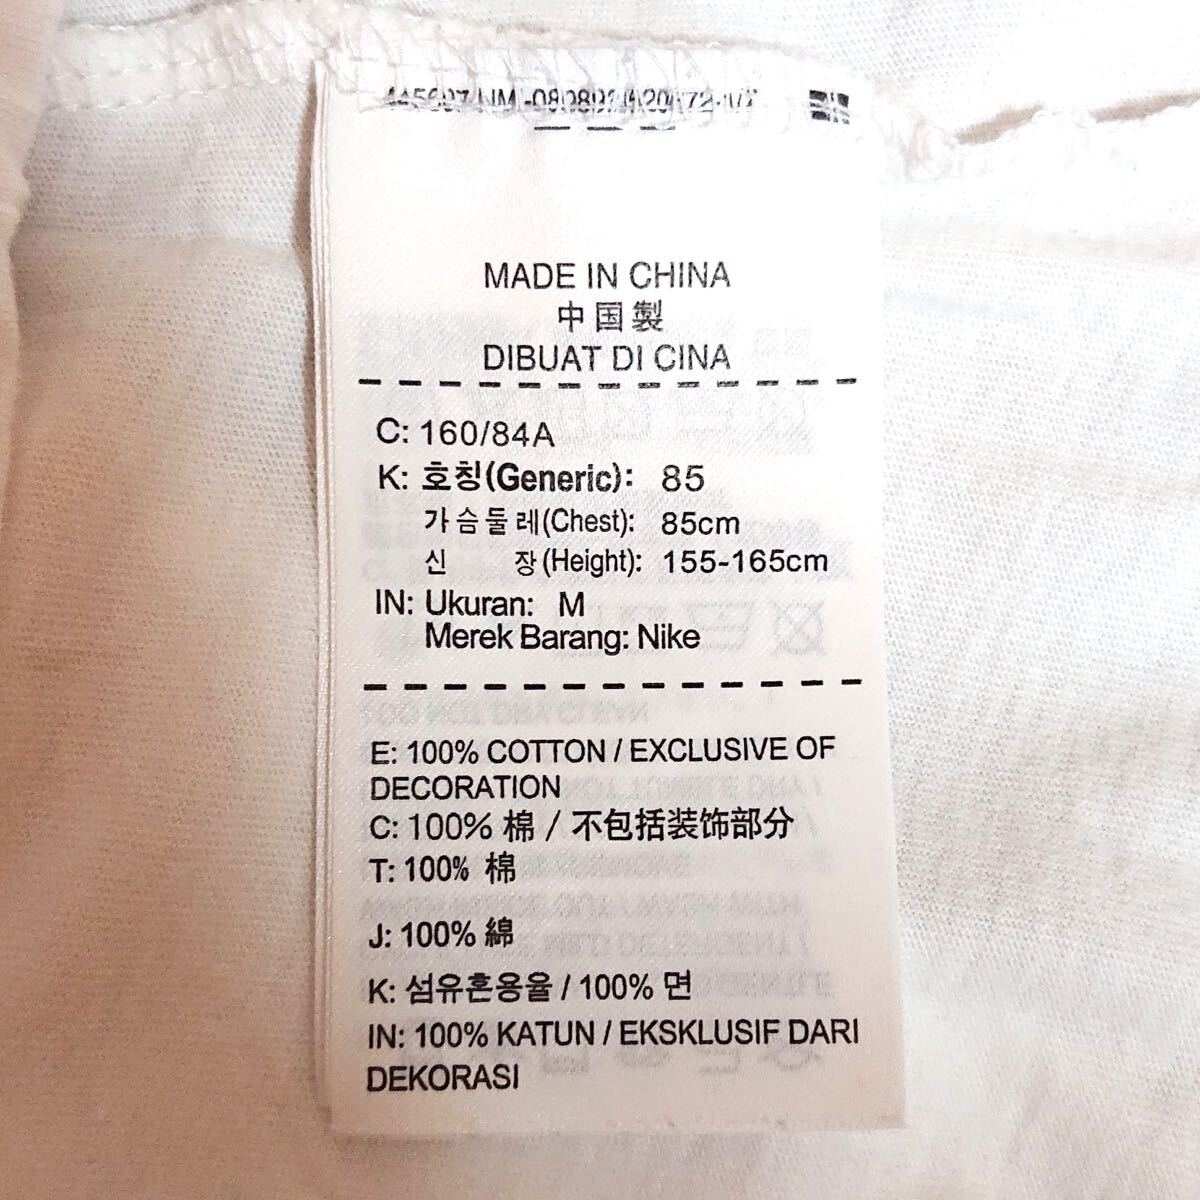 MADE IN CHINA
中国製
DIBUAT DI CINA
C: 160/84A
K: 호칭(Generic): 85
가슴둘레(Chest): 85cm
신 장(Height): 155-165cm
IN: Ukuran: M
Merek Barang: Nike
E: 100% COTTON / EXCLUSIVE OF
DECORATION
C: 100% 棉 / 不包括装饰部分
T: 100% 棉
J: 100% 綿
K: 섬유혼용율 / 100% 면
IN: 100% KATUN / EKSKLUSIF DARI
DEKORASI